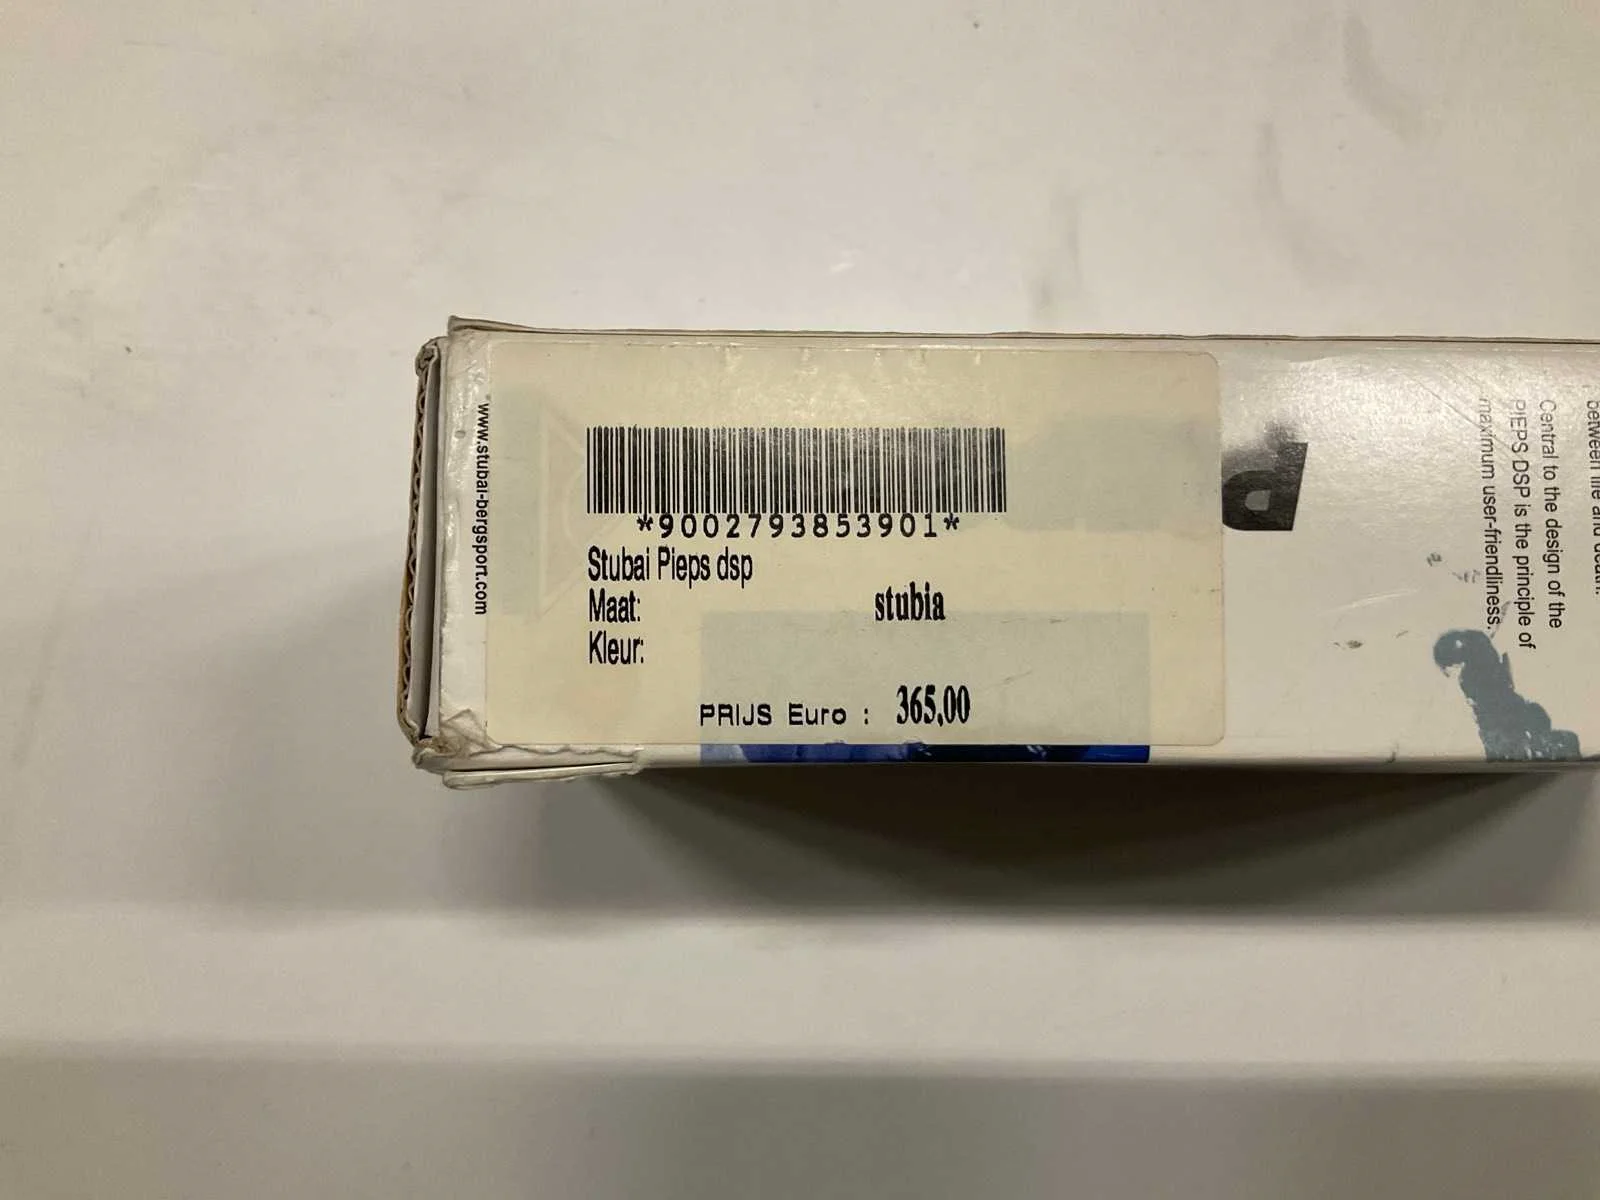 *9002793853901*
Stubai Pieps dsp
Maat: stubia
Kleur:
PRIJS Euro : 365,00
www.stubai-bergsport.com
between life and death.
Central to the design of the
PIEPS DSP is the principle of
maximum user-friendliness.